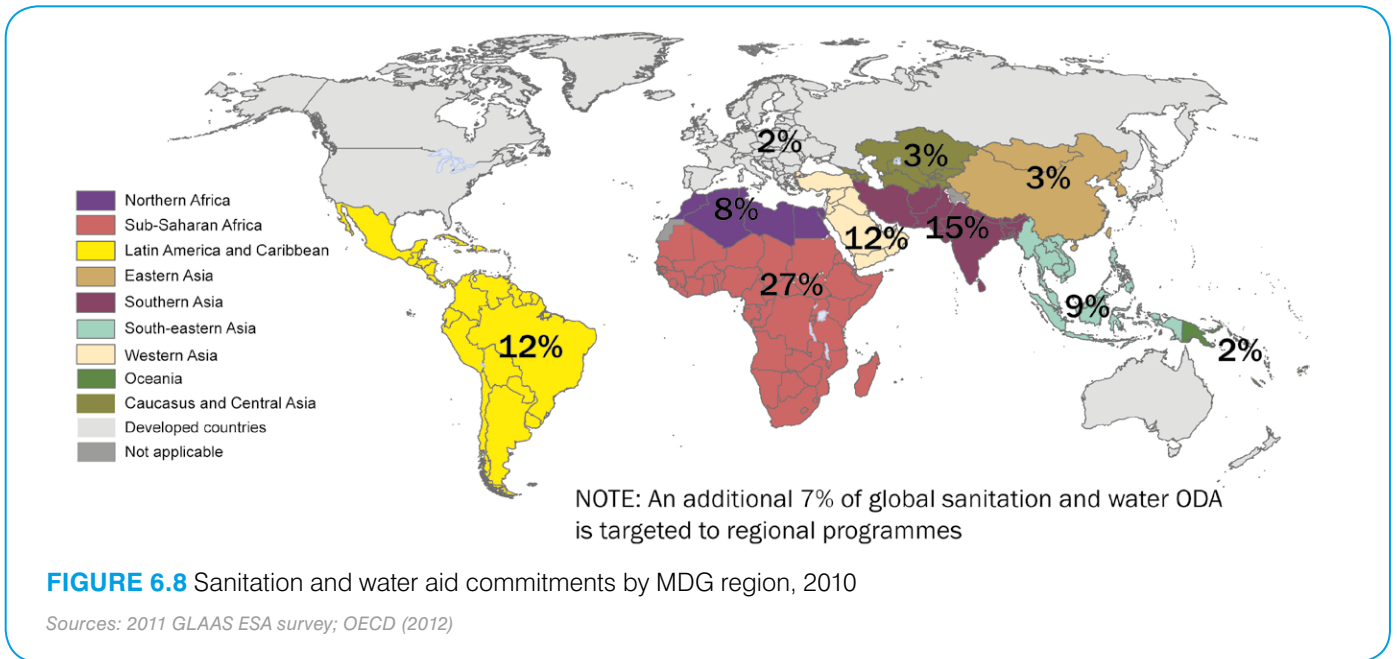 Northern Africa
Sub-Saharan Africa
Latin America and Caribbean
Eastern Asia
Southern Asia
South-eastern Asia
Western Asia
Oceania
Caucasus and Central Asia
Developed countries
Not applicable
2%
3%
3%
8%
12%
15%
27%
9%
12%
2%
NOTE: An additional 7% of global sanitation and water ODA
is targeted to regional programmes
FIGURE 6.8 Sanitation and water aid commitments by MDG region, 2010
Sources: 2011 GLAAS ESA survey; OECD (2012)